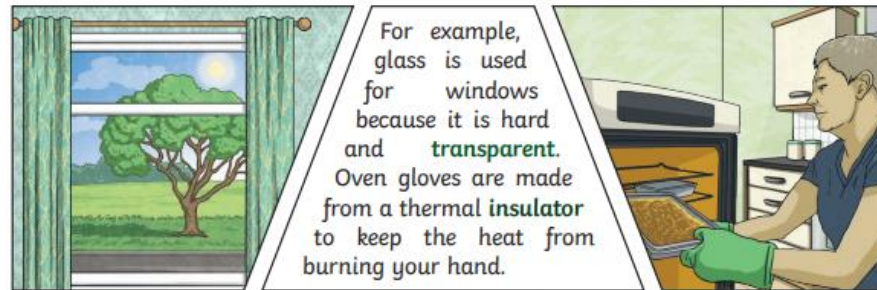 For example,
glass is used
for windows
because it is hard
and transparent.
Oven gloves are made
from a thermal insulator
to keep the heat from
burning your hand.